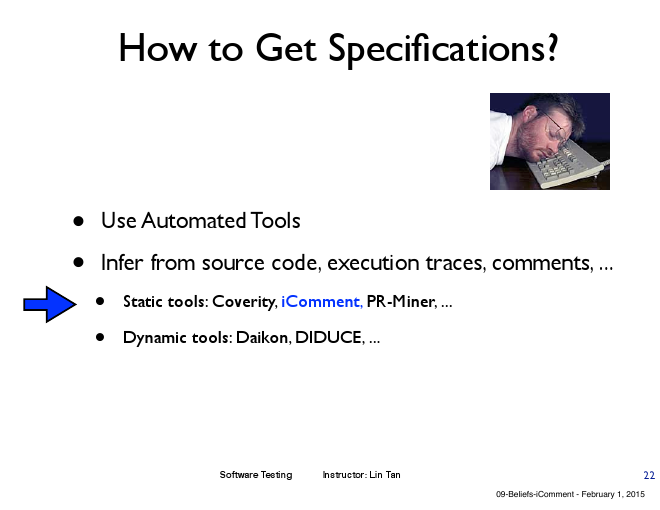 How to Get Specifications?
• Use Automated Tools
• Infer from source code, execution traces, comments, ...
• Static tools: Coverity, iComment, PR-Miner, ...
• Dynamic tools: Daikon, DIDUCE, ...
Software Testing Instructor: Lin Tan
22
09-Beliefs-iComment - February 1, 2015